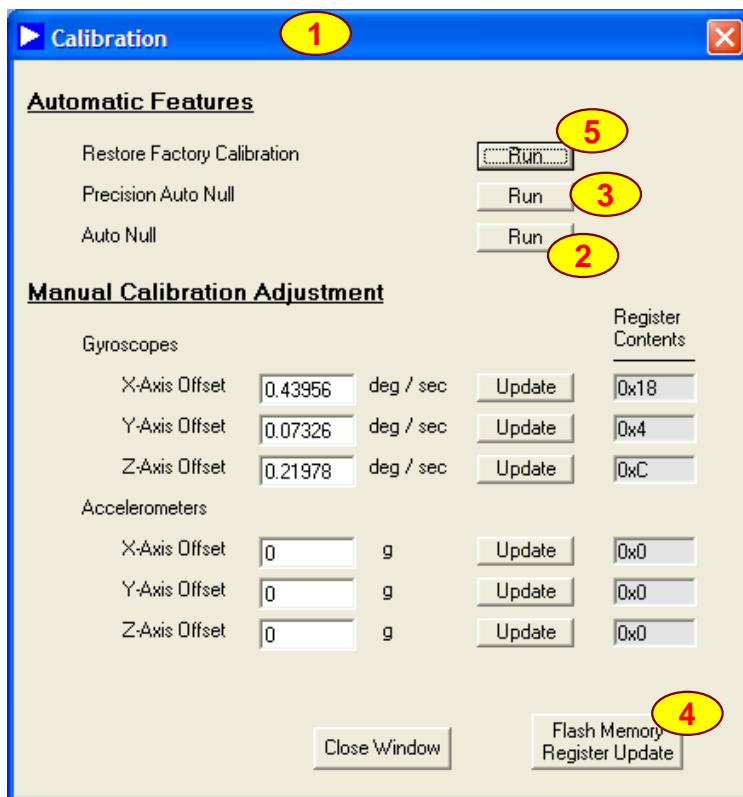 Calibration 1
Automatic Features
Restore Factory Calibration Run 5
Precision Auto Null Run 3
Auto Null Run 2
Manual Calibration Adjustment
Register
Contents
Gyroscopes
X-Axis Offset 0.43956 deg / sec Update 0x18
Y-Axis Offset 0.07326 deg / sec Update 0x4
Z-Axis Offset 0.21978 deg / sec Update 0xC
Accelerometers
X-Axis Offset 0 g Update 0x0
Y-Axis Offset 0 g Update 0x0
Z-Axis Offset 0 g Update 0x0
4
Close Window
Flash Memory
Register Update